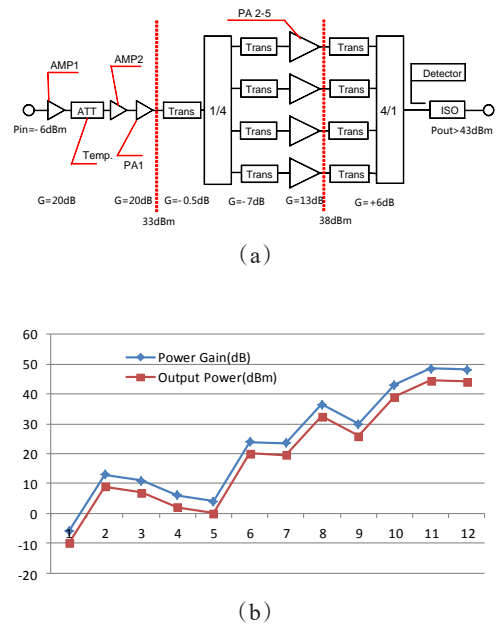 PA 2-5
AMP1
AMP2
Trans
Trans
Trans
Trans
Trans
Trans
Trans
Trans
Trans
1/4
4/1
Detector
ATT
ISO
Pin=-6dBm
Pout>43dBm
Temp.
PA1
G=20dB
G=20dB
G=-0.5dB
G=-7dB
G=13dB
G=+6dB
33dBm
38dBm
(a)
60
50
40
30
20
10
0
-10
-20
Power Gain(dB)
Output Power(dBm)
1 2 3 4 5 6 7 8 9 10 11 12
(b)